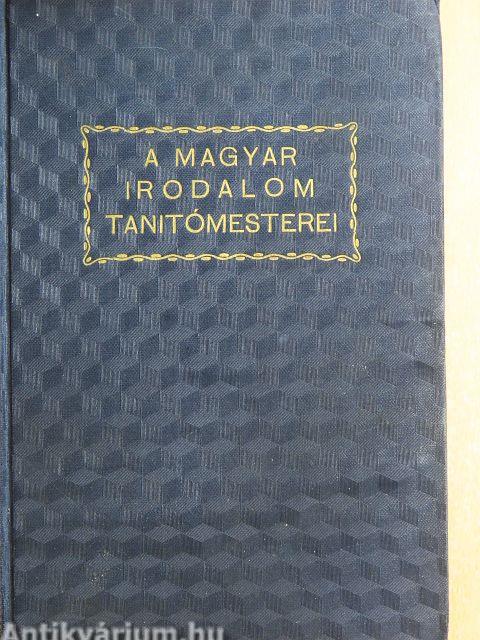 A MAGYAR
IRODALOM
TANITÓMESTEREI
Antikvárium.hu